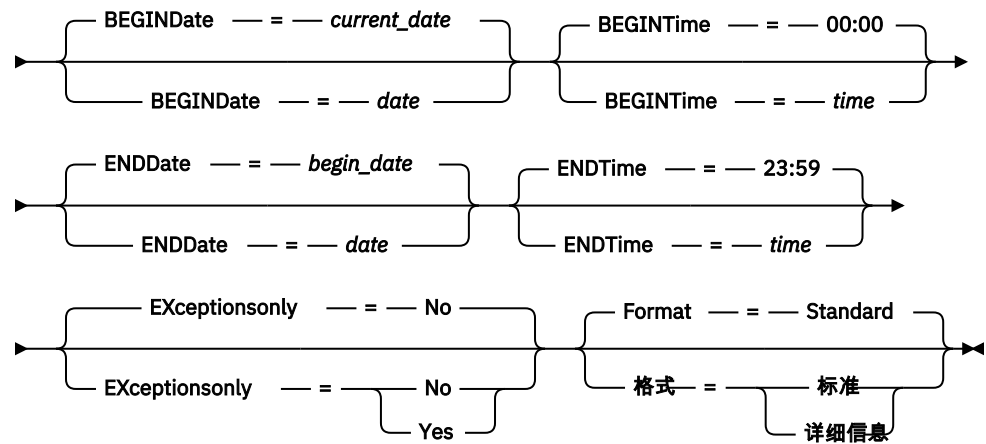 BEGINDate = current_date BEGINTime = 00:00
BEGINDate = date BEGINTime = time
ENDDate = begin_date ENDTime = 23:59
ENDDate = date ENDTime = time
EXceptionsonly = No Format = Standard
EXceptionsonly = No 格式 = 标准
Yes 详细信息